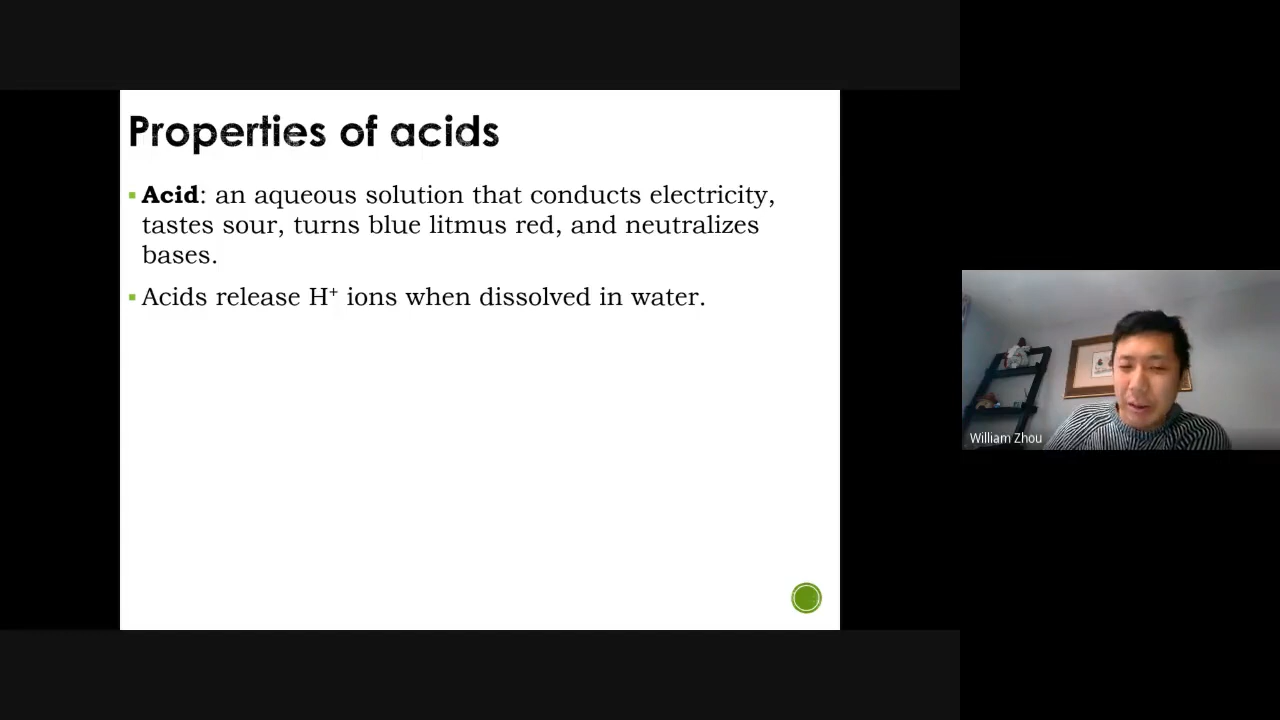 Properties of acids
▪ Acid: an aqueous solution that conducts electricity,
tastes sour, turns blue litmus red, and neutralizes
bases.
▪ Acids release H⁺ ions when dissolved in water.
William Zhou